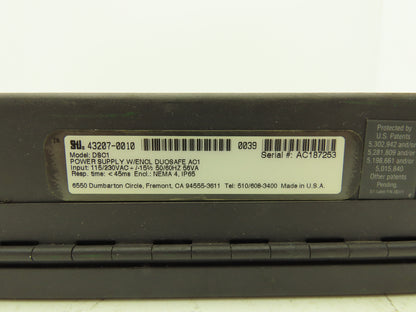 43207-0010 0039 Serial #: AC187253
Model: DSC1
POWER SUPPLY W/ENCL DUOSAFE AO1
Input: 115/230VAC +/-15% 50/60HZ 56VA
Resp. time: < 45ms Encl.: NEMA 4, IP65
6550 Dumbarton Circle, Fremont, CA 94555-3611 Tel: 510/608-3400 Made in U.S.A.
Protected by
U.S. Patents
5,302,942 and/or
5,281,809 and/or
5,198,661 and/or
5,015,840
Other patents
Pending.